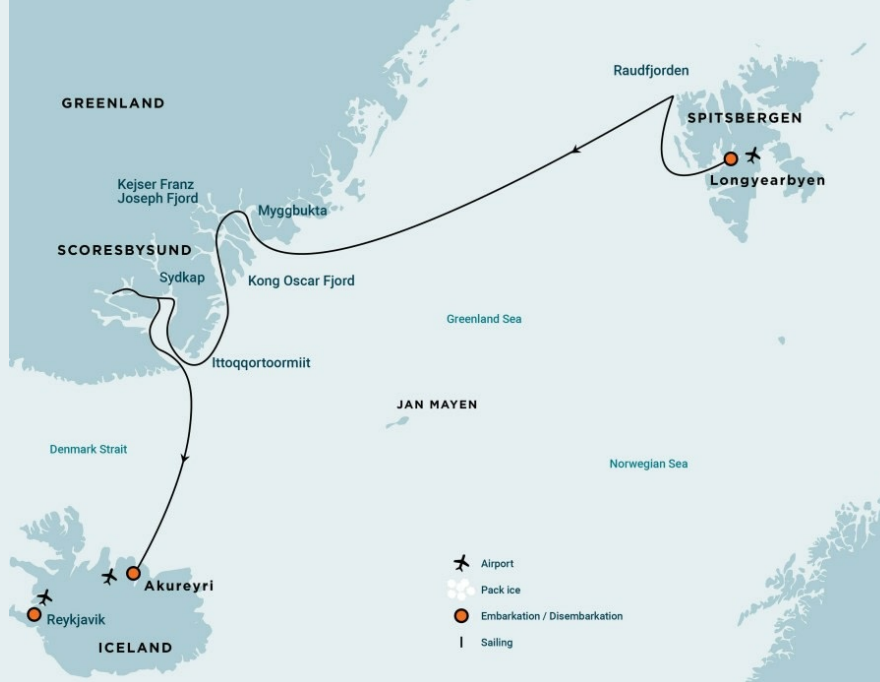 Raudfjorden
GREENLAND
SPITSBERGEN
Longyearbyen
Kejser Franz
Joseph Fjord
Myggbukta
SCORESBYSUND
Sydkap
Kong Oscar Fjord
Greenland Sea
Ittoqqortoormiit
JAN MAYEN
Denmark Strait
Norwegian Sea
Airport
Pack ice
Embarkation / Disembarkation
Sailing
Akureyri
Reykjavik
ICELAND